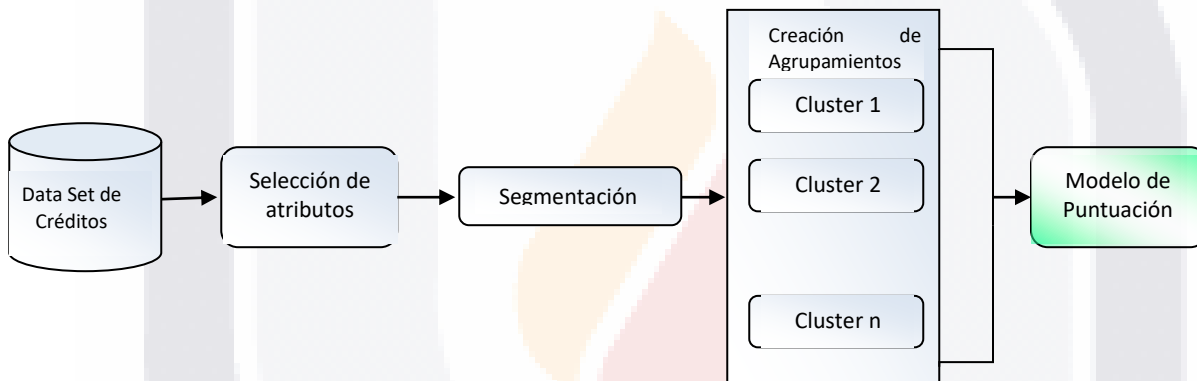 Data Set de
Créditos
Selección de
atributos
Segmentación
Creación de
Agrupamientos
Cluster 1
Cluster 2
Cluster n
Modelo de
Puntuación